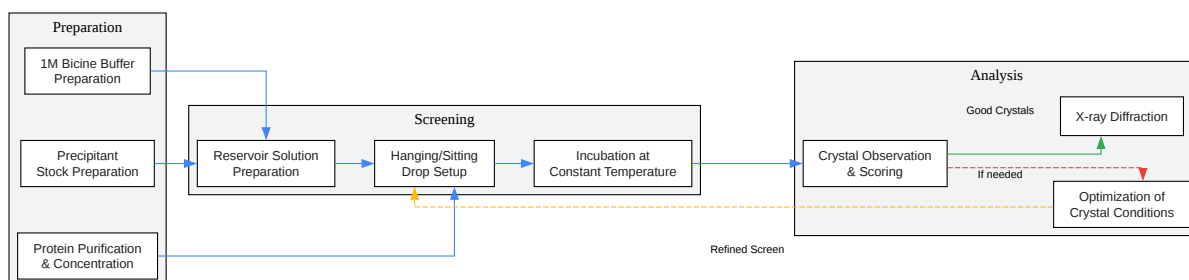 Preparation
1M Bicine Buffer
Preparation
Precipitant
Stock Preparation
Protein Purification
& Concentration
Screening
Reservoir Solution
Preparation
Hanging/Sitting
Drop Setup
Incubation at
Constant Temperature
Analysis
Crystal Observation
& Scoring
Good Crystals
X-ray Diffraction
If needed
Optimization of
Crystal Conditions
Refined Screen